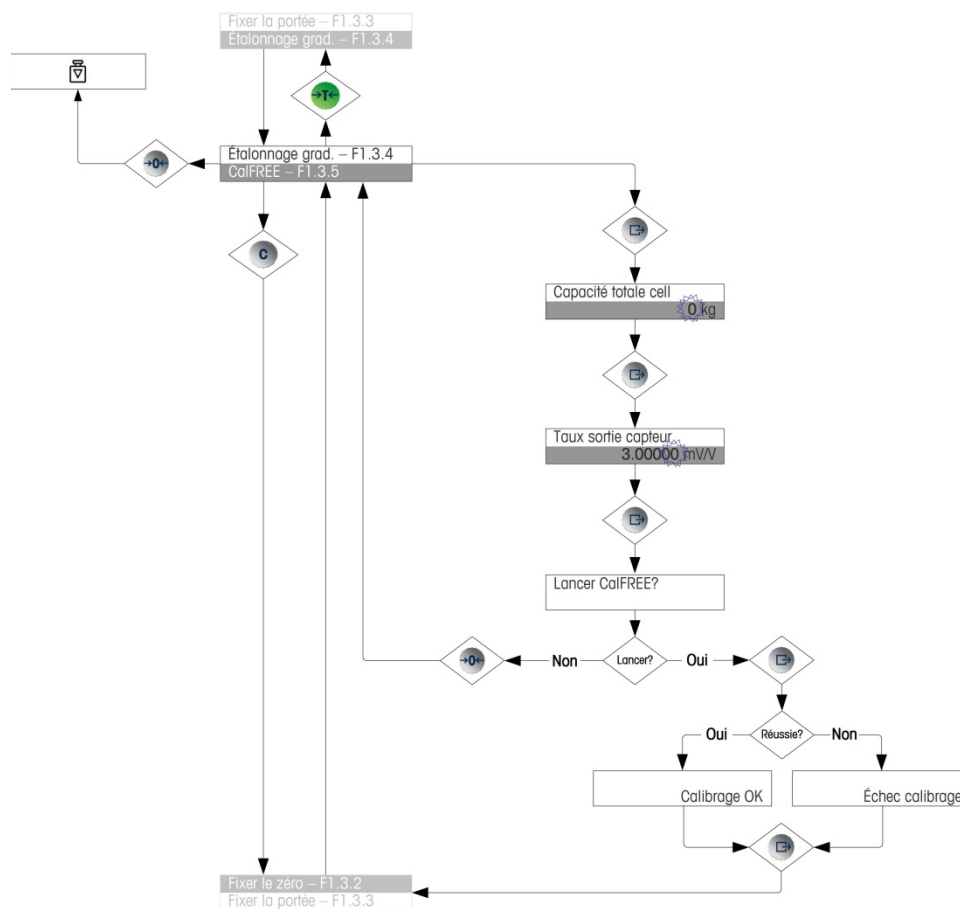 Fixer la portée – F1.3.3
Étalonnage grad. – F1.3.4
→T←
→0←
Étalonnage grad. – F1.3.4
CalFREE – F1.3.5
C
Capacité totale cell
0 kg
Taux sortie capteur
3.00000 mV/V
Lancer CalFREE?
→0←
Non
Lancer?
Oui
Oui
Réussie?
Non
Calibrage OK
Échec calibrage
Fixer le zéro – F1.3.2
Fixer la portée – F1.3.3